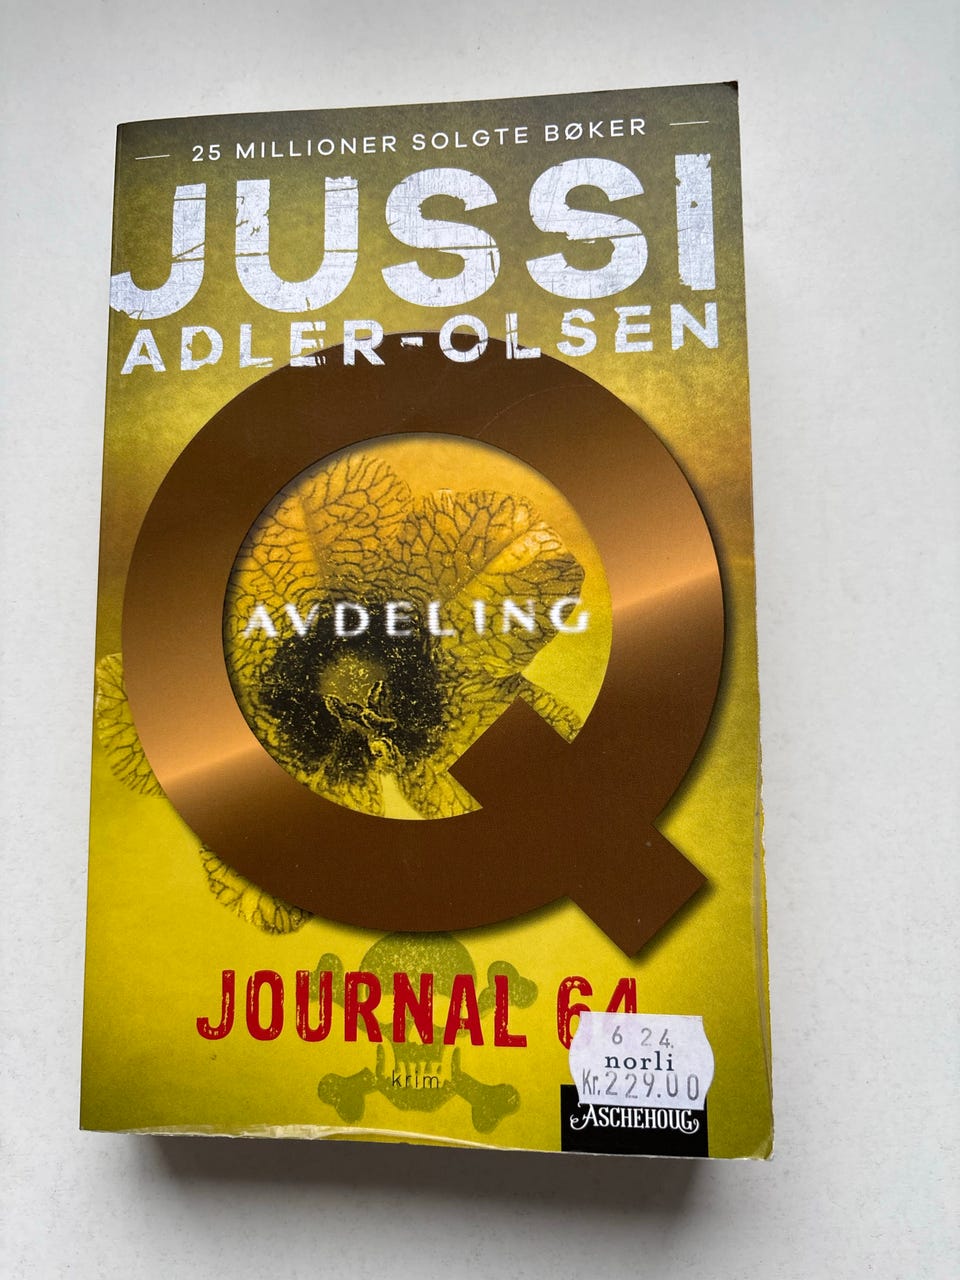 25 MILLIONER SOLGTE BØKER
JUSSI
ADLER-OLSEN
Q
AVDELING
JOURNAL 64
krim
6 24.
norli
Kr. 229.00
ASCHEHOUG